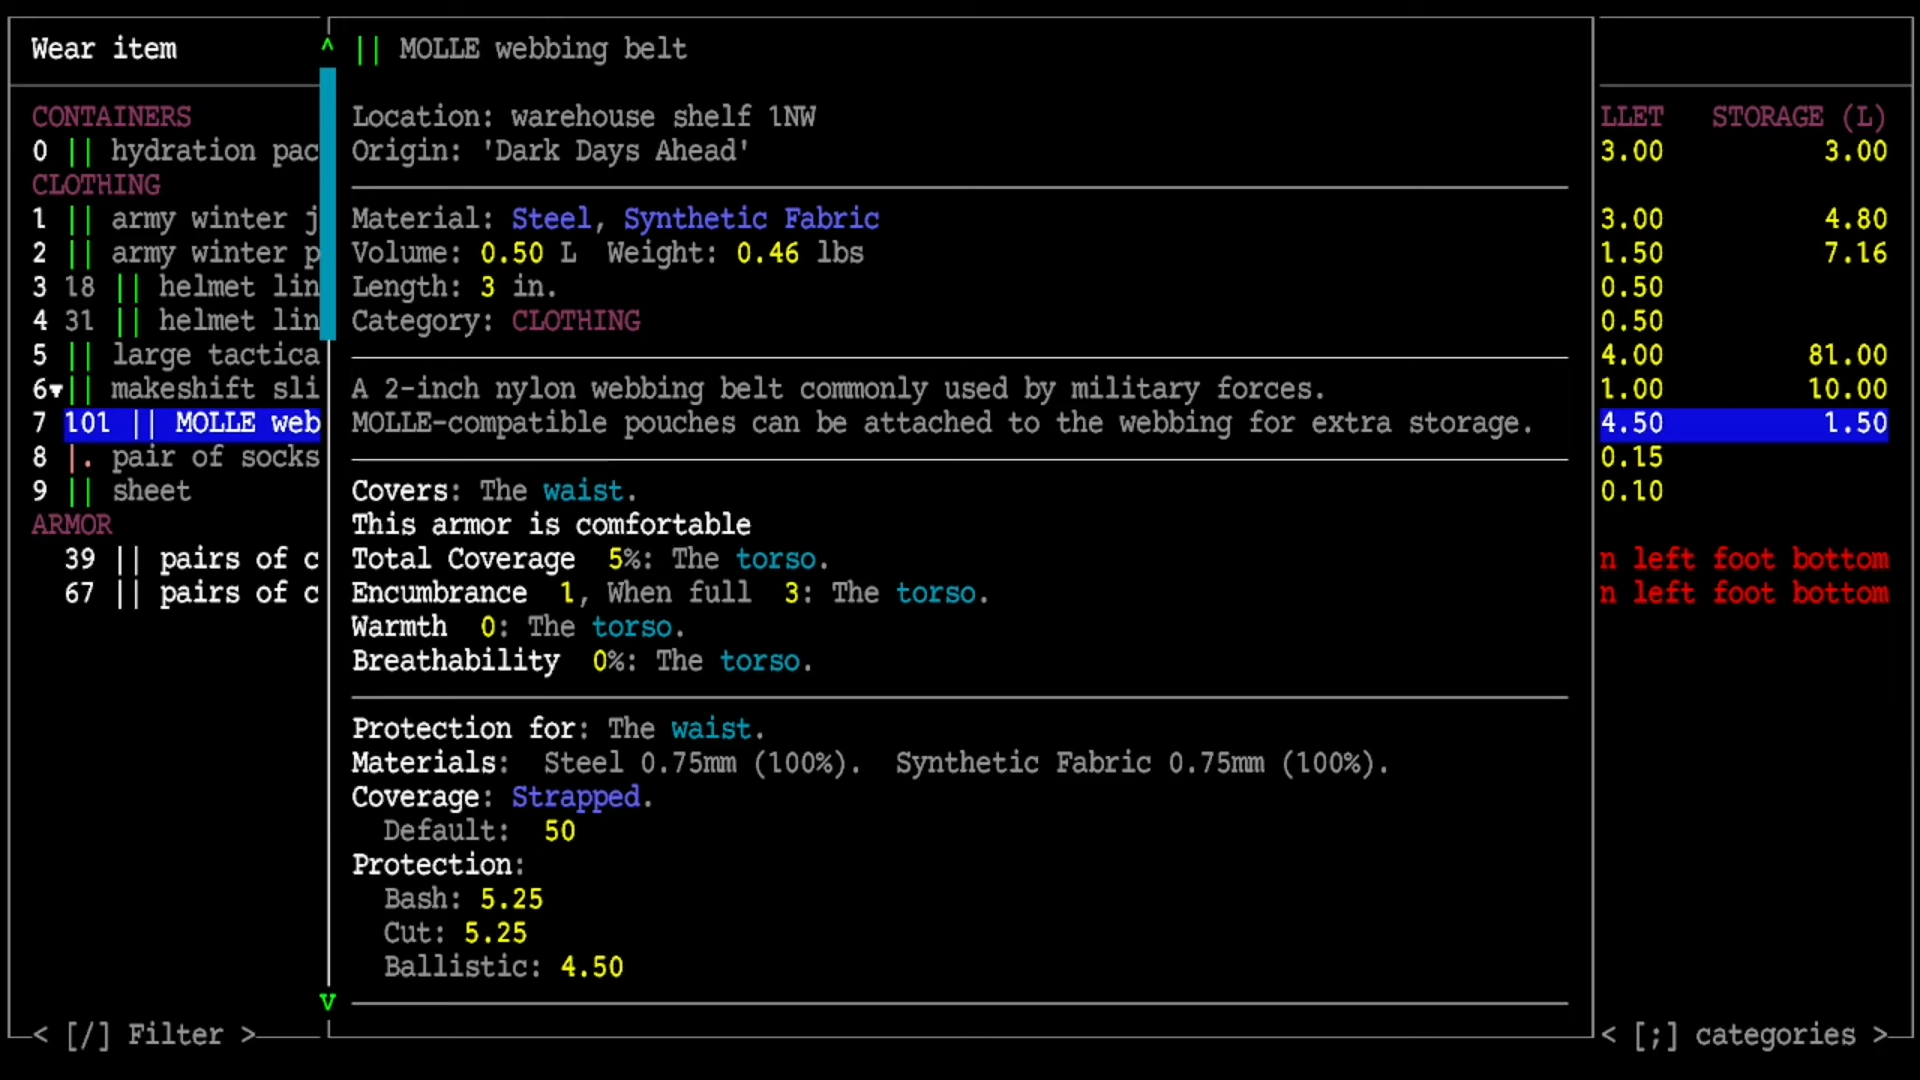 Wear item
CONTAINERS
0 || hydration pac
CLOTHING
1 || army winter j
2 || army winter p
3 18 || helmet lin
4 31 || helmet lin
5 || large tactica
6▼|| makeshift sli
7 101 || MOLLE web
8 |. pair of socks
9 || sheet
ARMOR
39 || pairs of c
67 || pairs of c
< [/] Filter >
^ || MOLLE webbing belt
Location: warehouse shelf 1NW
Origin: 'Dark Days Ahead'
Material: Steel, Synthetic Fabric
Volume: 0.50 L  Weight: 0.46 lbs
Length: 3 in.
Category: CLOTHING
A 2-inch nylon webbing belt commonly used by military forces.
MOLLE-compatible pouches can be attached to the webbing for extra storage.
Covers: The waist.
This armor is comfortable
Total Coverage  5%: The torso.
Encumbrance  1, When full  3: The torso.
Warmth  0: The torso.
Breathability  0%: The torso.
Protection for: The waist.
Materials:  Steel 0.75mm (100%).  Synthetic Fabric 0.75mm (100%).
Coverage: Strapped.
Default:  50
Protection:
Bash: 5.25
Cut: 5.25
Ballistic: 4.50
v
LLET   STORAGE (L)
3.00   3.00
3.00   4.80
1.50   7.16
0.50
0.50
4.00   81.00
1.00   10.00
4.50   1.50
0.15
0.10
n left foot bottom
n left foot bottom
< [;] categories >